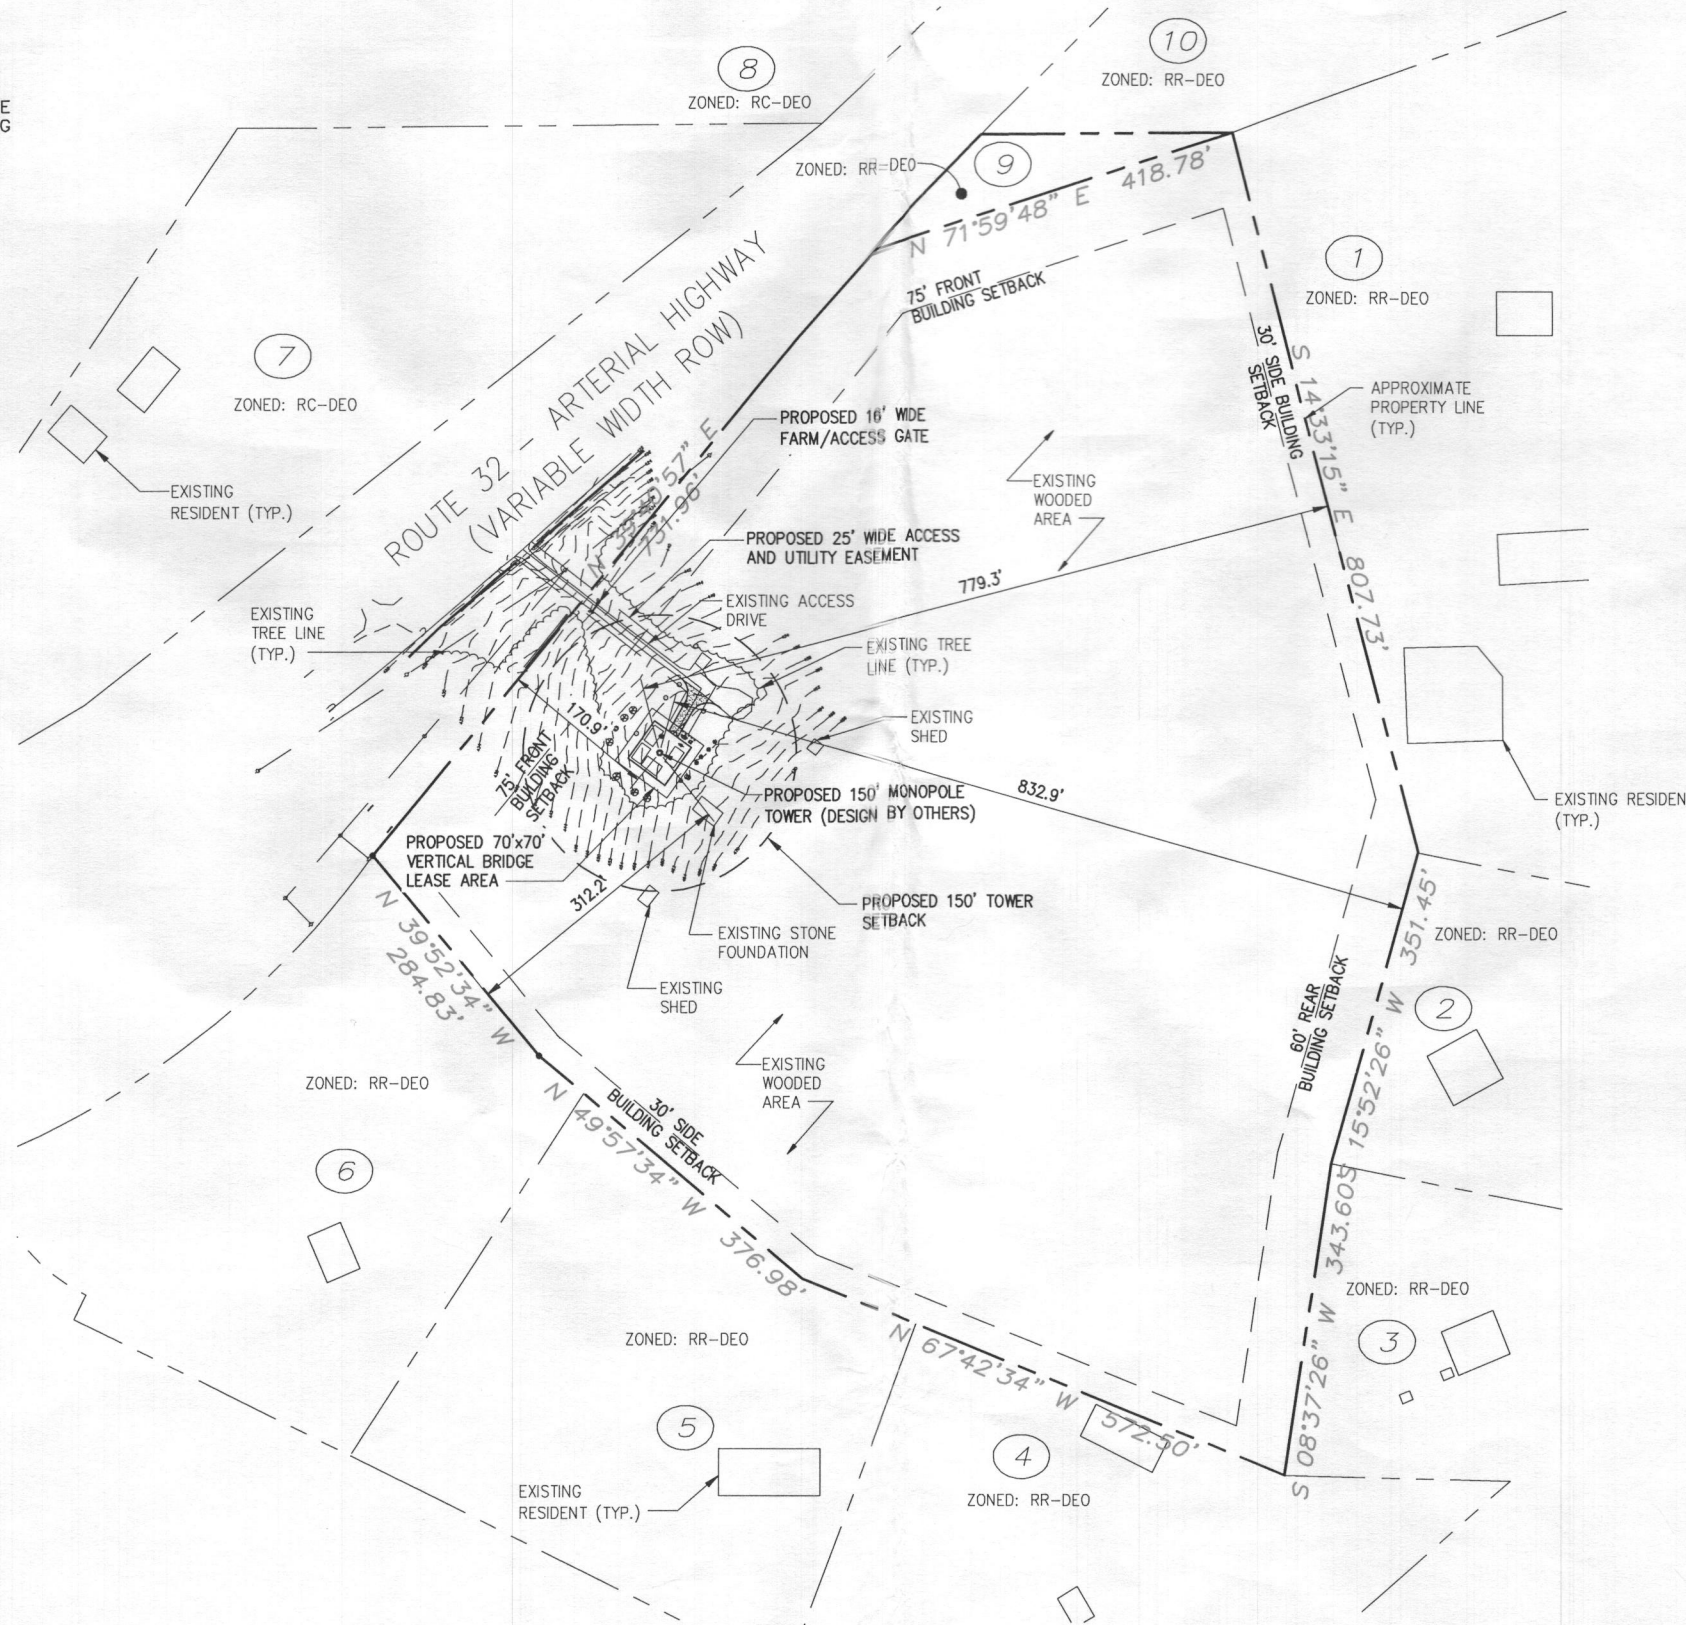 E
G
8
ZONED: RC-DEO
10
ZONED: RR-DEO
ZONED: RR-DEO
9
N 71°59'48" E 418.78'
75' FRONT
BUILDING SETBACK
1
ZONED: RR-DEO
30' SIDE BUILDING
SETBACK
S 14°33'15" E 807.73'
APPROXIMATE
PROPERTY LINE
(TYP.)
7
ZONED: RC-DEO
ROUTE 32 - ARTERIAL HIGHWAY
(VARIABLE WIDTH ROW)
EXISTING
RESIDENT (TYP.)
PROPOSED 16' WIDE
FARM/ACCESS GATE
EXISTING
WOODED
AREA
731.96'
PROPOSED 25' WIDE ACCESS
AND UTILITY EASEMENT
779.3'
EXISTING ACCESS
DRIVE
EXISTING
TREE LINE
(TYP.)
EXISTING TREE
LINE (TYP.)
170.9'
EXISTING
SHED
75' FRONT
BUILDING
SETBACK
832.9'
PROPOSED 150' MONOPOLE
TOWER (DESIGN BY OTHERS)
EXISTING RESIDEN
(TYP.)
PROPOSED 70'x70'
VERTICAL BRIDGE
LEASE AREA
312.2'
PROPOSED 150' TOWER
SETBACK
N 39°52'34" W
284.83'
EXISTING STONE
FOUNDATION
351.45'
ZONED: RR-DEO
EXISTING
SHED
60' REAR
BUILDING SETBACK
2
S 15°52'26" W
ZONED: RR-DEO
EXISTING
WOODED
AREA
30' SIDE
BUILDING SETBACK
N 49°57'34" W 376.98'
6
343.60'
ZONED: RR-DEO
3
ZONED: RR-DEO
N 67°42'34" W 572.50'
S 08°37'26" W
5
4
EXISTING
RESIDENT (TYP.)
ZONED: RR-DEO